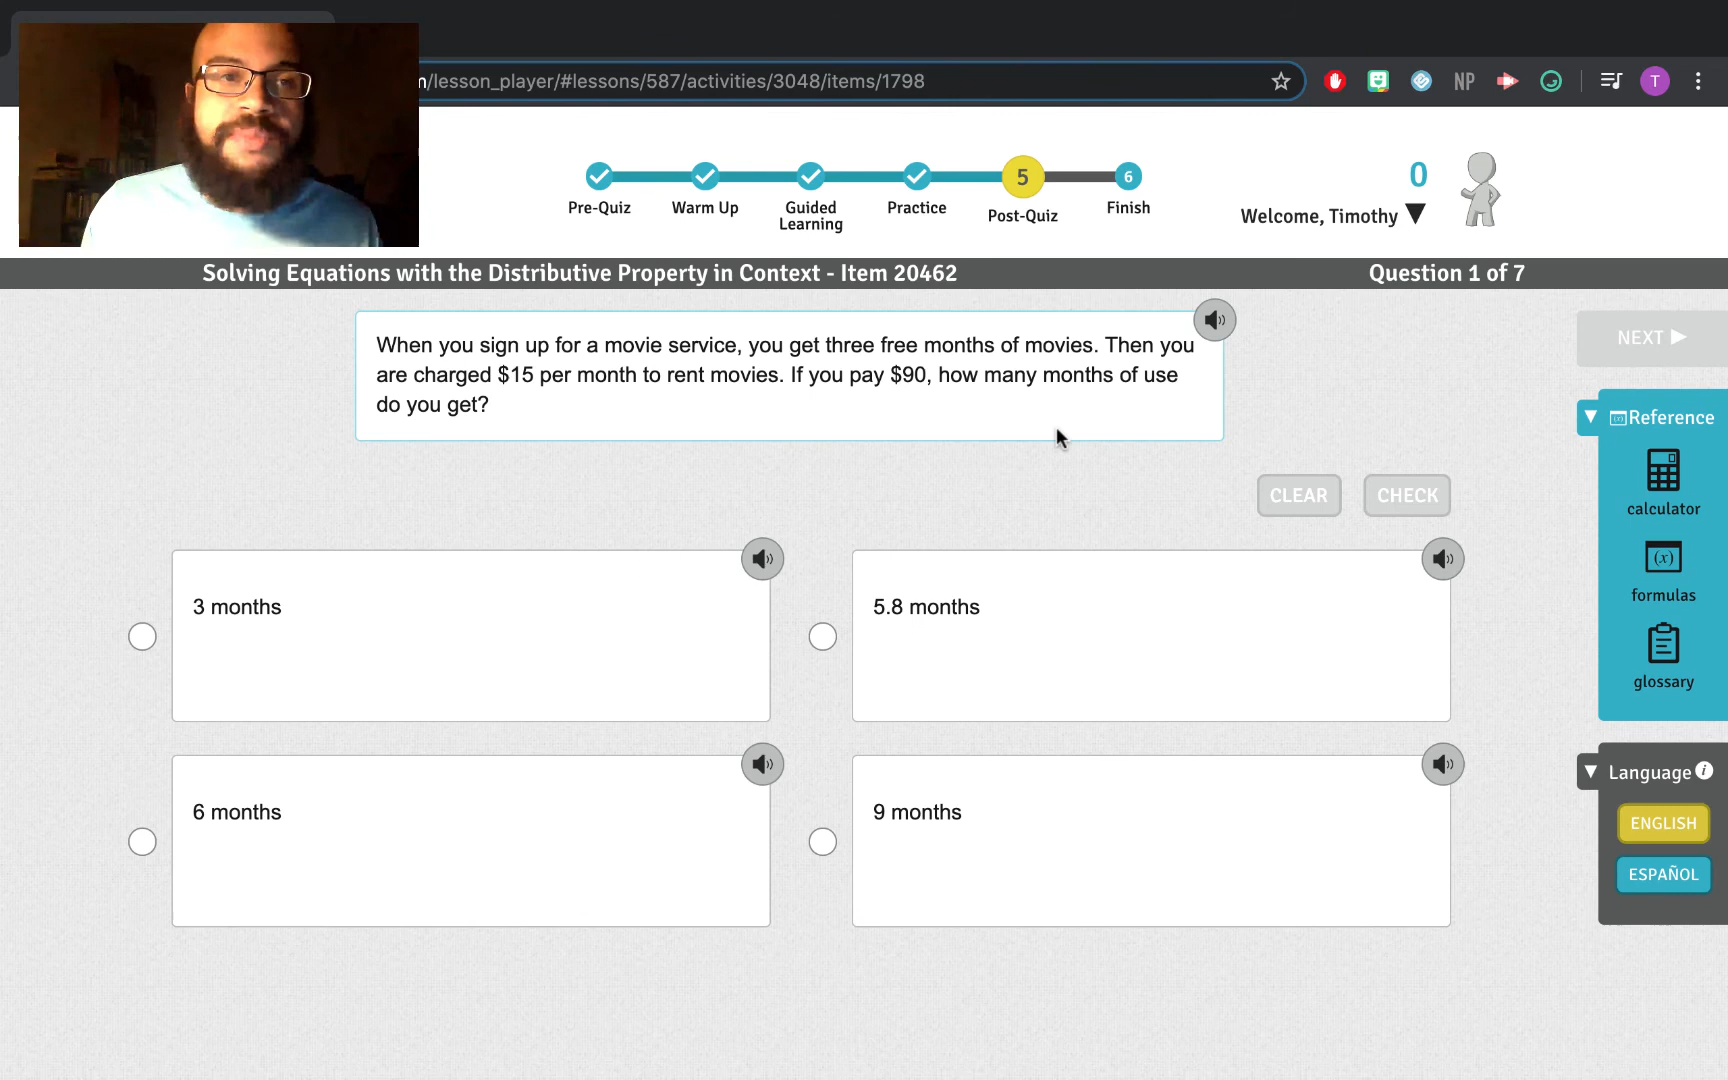 /lesson_player/#lessons/587/activities/3048/items/1798
NP
T
5
6
Pre-Quiz
Warm Up
Guided
Learning
Practice
Post-Quiz
Finish
0
Welcome, Timothy
Solving Equations with the Distributive Property in Context - Item 20462
Question 1 of 7
When you sign up for a movie service, you get three free months of movies. Then you
are charged $15 per month to rent movies. If you pay $90, how many months of use
do you get?
NEXT
Reference
CLEAR
CHECK
calculator
(x)
formulas
glossary
3 months
5.8 months
6 months
9 months
Language i
ENGLISH
ESPAÑOL